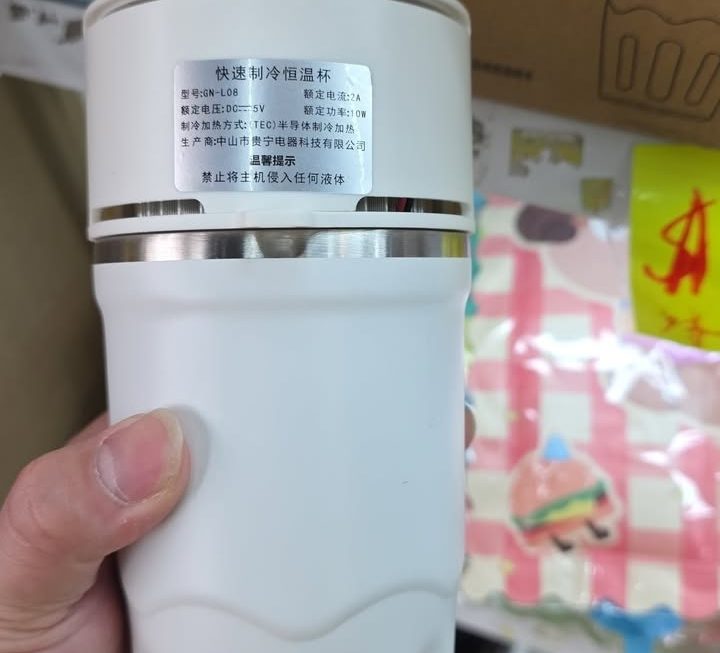 快速制冷恒温杯
型号:GN-L08 额定电流:2A
额定电压:DC⎓5V 额定功率:10W
制冷加热方式:(TEC)半导体制冷加热
生产商:中山市贵宁电器科技有限公司
温馨提示
禁止将主机侵入任何液体